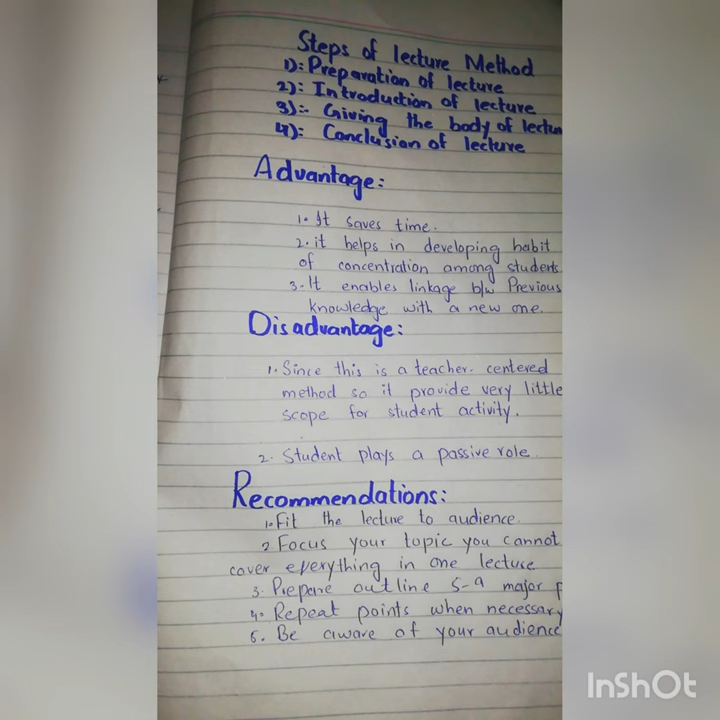 Steps of lecture Method
1): Preparation of lecture
2): Introduction of lecture
3):- Giving the body of lectur
4): Conclusion of lecture
Advantage:
1. It saves time.
2. it helps in developing habit
of concentration among students
3. It enables linkage b/w Previous
knowledge with a new one.
Disadvantage:
1. Since this is a teacher. centered
method so it provide very little
scope for student activity.
2. Student plays a passive role.
Recommendations:
1. Fit the lecture to audience.
2 Focus your topic you cannot
cover everything in one lecture
3. Prepare outline 5-9 major
4. Repeat points when necessary
5. Be aware of your audience
InShOt